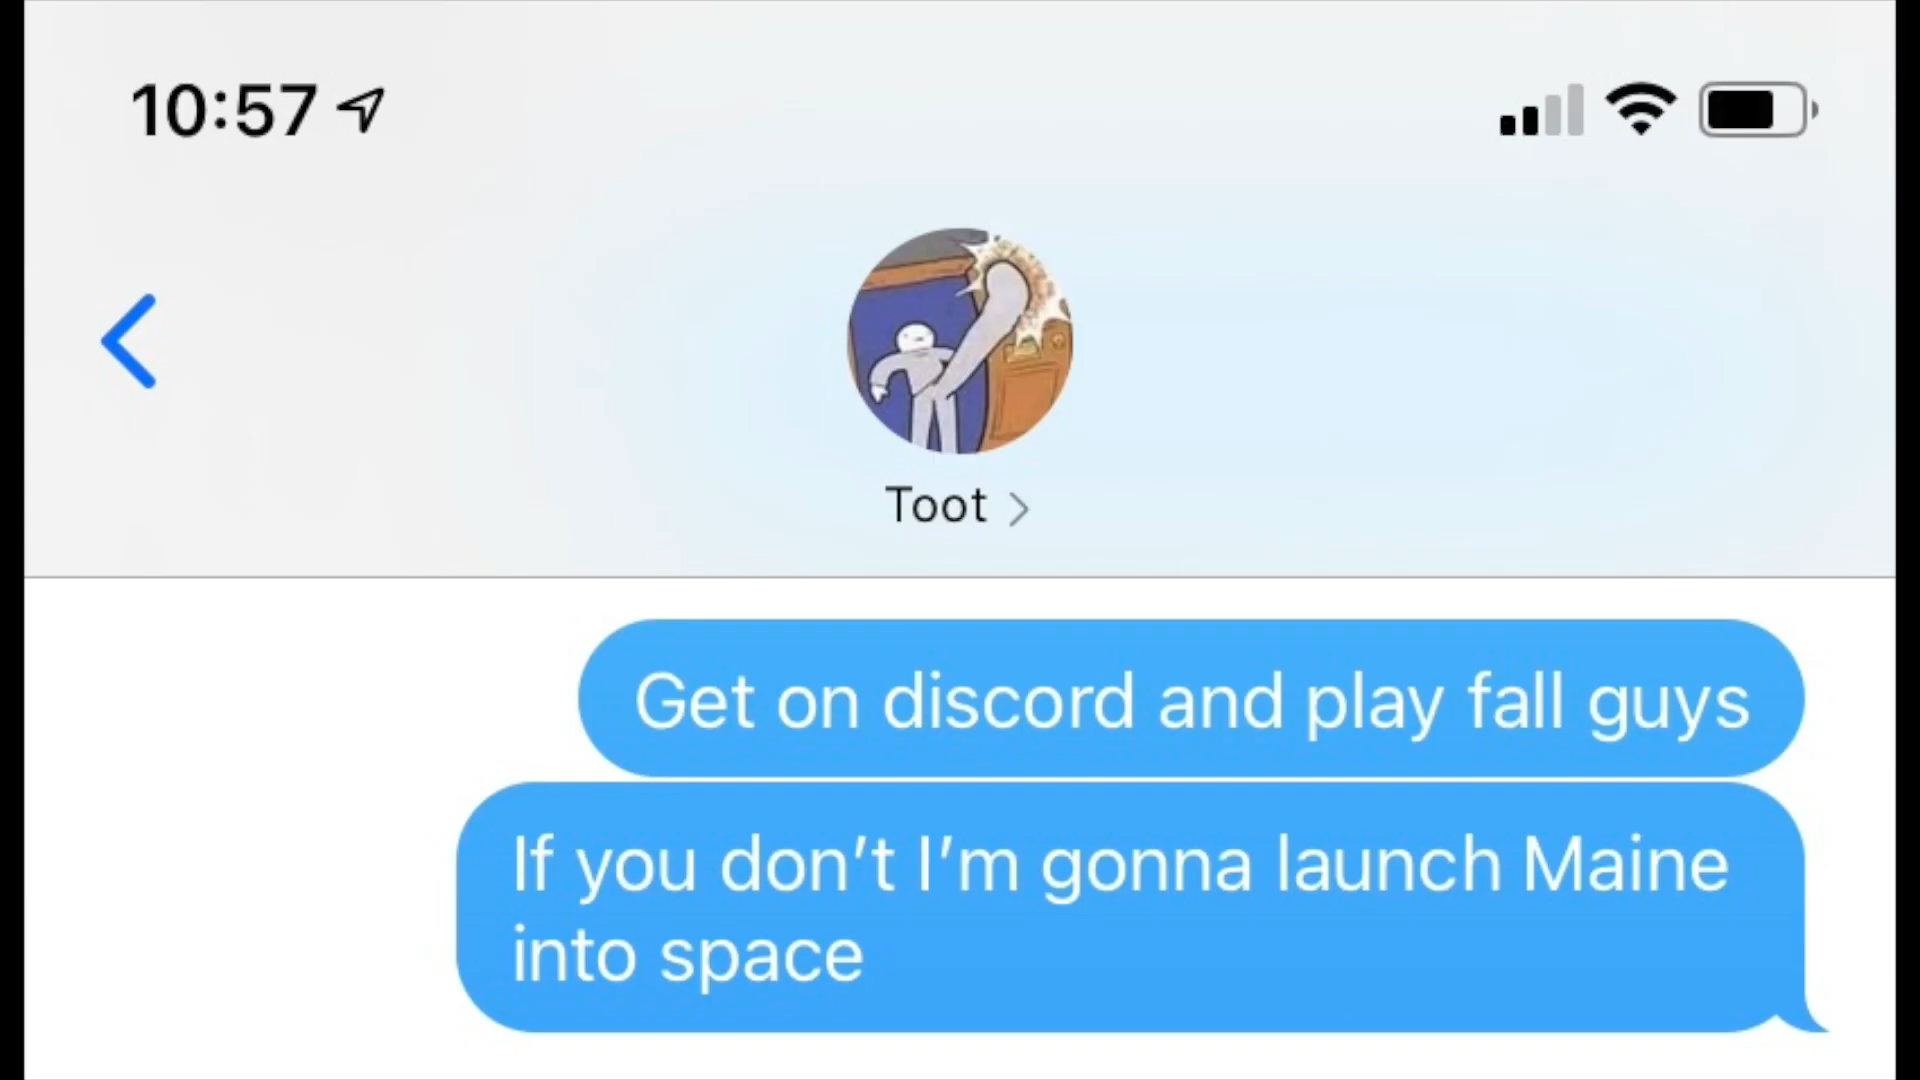 10:57
Toot
Get on discord and play fall guys
If you don’t I’m gonna launch Maine
into space